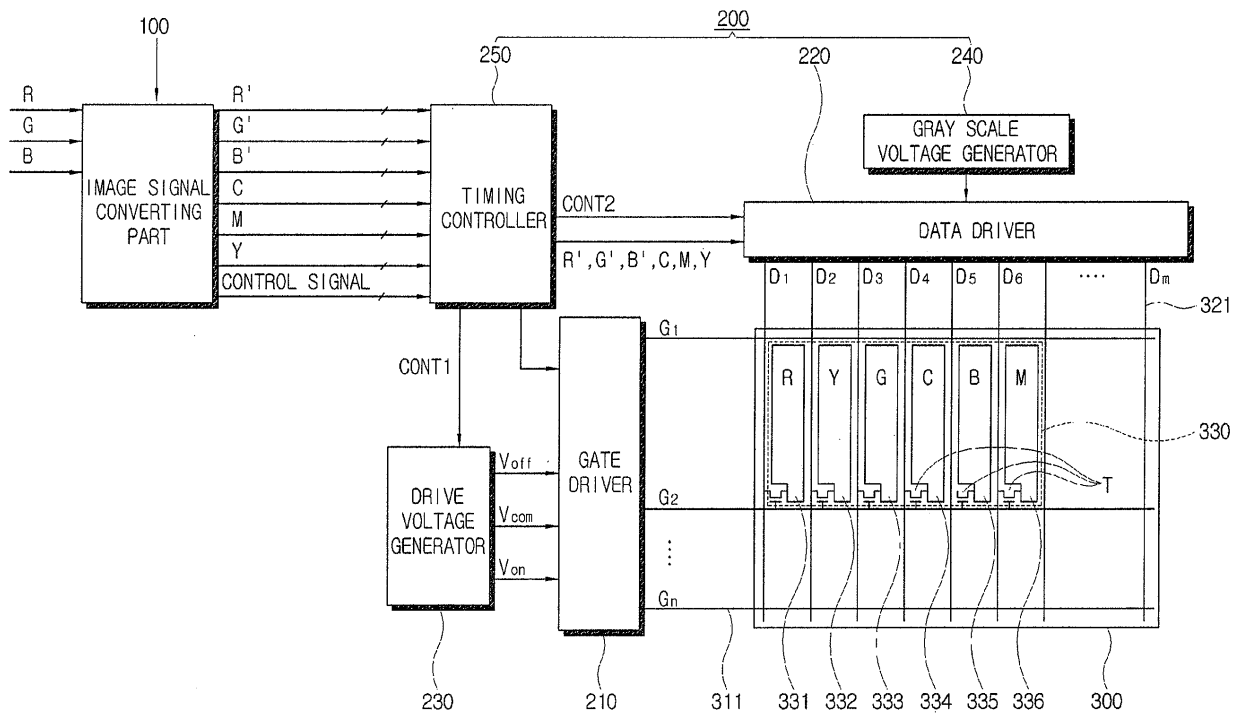 100
200
250
220
240
R
G
B
R'
G'
B'
C
M
Y
CONTROL SIGNAL
IMAGE SIGNAL
CONVERTING
PART
TIMING
CONTROLLER
GRAY SCALE
VOLTAGE GENERATOR
CONT2
R',G',B',C,M,Y
DATA DRIVER
D1
D2
D3
D4
D5
D6
....
Dm
321
CONT1
G1
R
Y
G
C
B
M
330
T
DRIVE
VOLTAGE
GENERATOR
Voff
Vcom
Von
GATE
DRIVER
G2
....
Gn
230
210
311
331
332
333
334
335
336
300